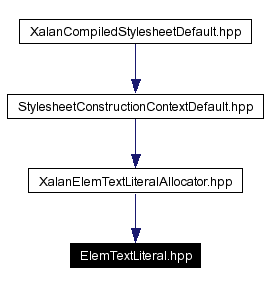 XalanCompiledStylesheetDefault.hpp
StylesheetConstructionContextDefault.hpp
XalanElemTextLiteralAllocator.hpp
ElemTextLiteral.hpp